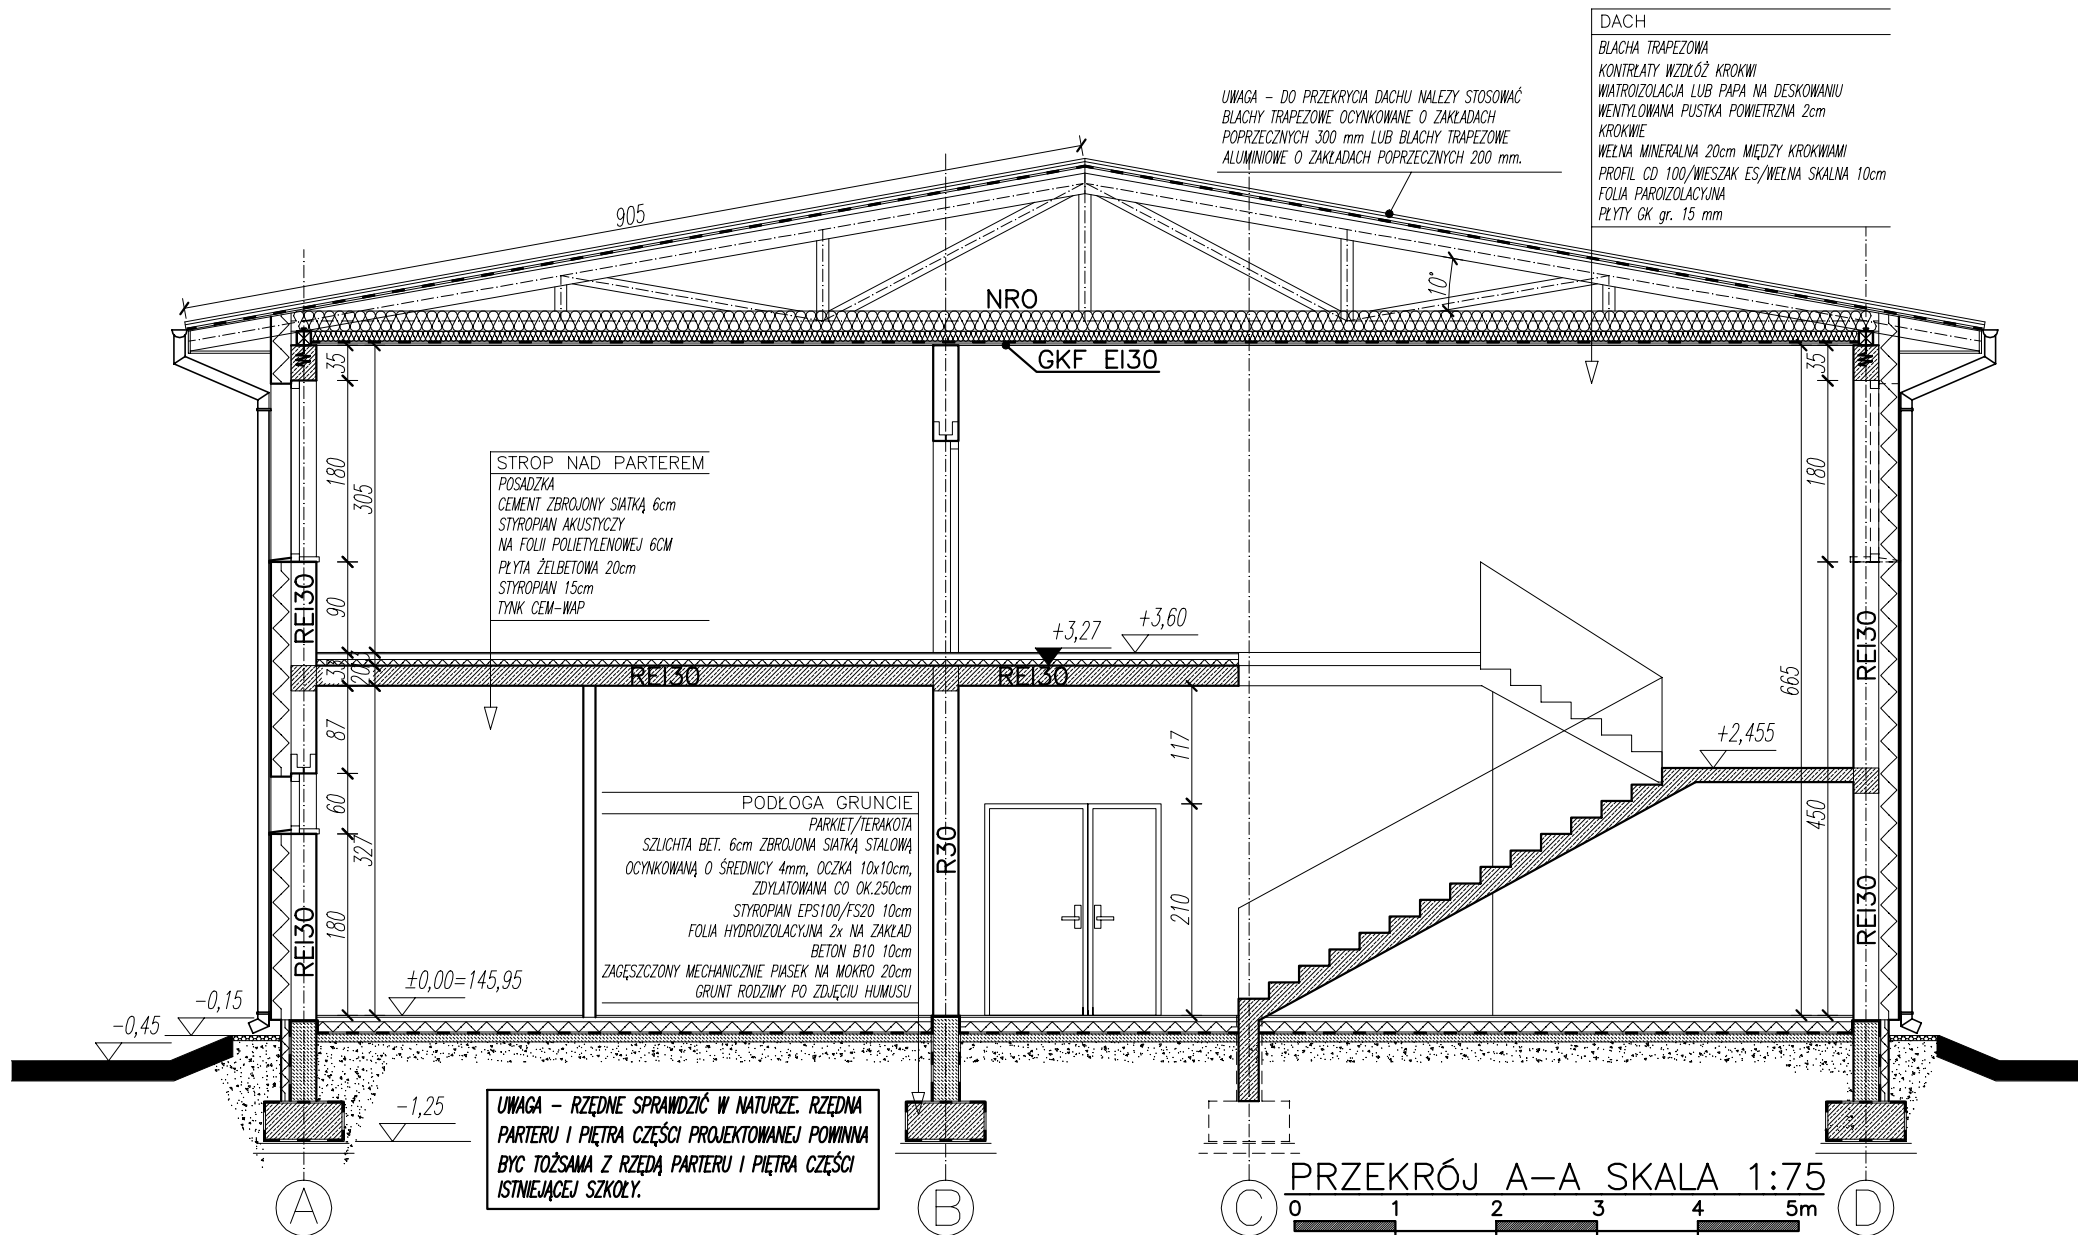 DACH
BLACHA TRAPEZOWA
KONTRŁATY WZDŁÓŻ KROKWI
WIATROIZOLACJA LUB PAPA NA DESKOWANIU
WENTYLOWANA PUSTKA POWIETRZNA 2cm
KROKWIE
WEŁNA MINERALNA 20cm MIĘDZY KROKWIAMI
PROFIL CD 100/WIESZAK ES/WEŁNA SKALNA 10cm
FOLIA PAROIZOLACYJNA
PŁYTY GK gr. 15 mm
UWAGA – DO PRZEKRYCIA DACHU NALEZY STOSOWAĆ
BLACHY TRAPEZOWE OCYNKOWANE O ZAKŁADACH
POPRZECZNYCH 300 mm LUB BLACHY TRAPEZOWE
ALUMINIOWE O ZAKŁADACH POPRZECZNYCH 200 mm.
905
10°
NRO
GKF EI30
35
180
305
90
33
20
87
60
327
180
35
180
665
450
STROP NAD PARTEREM
POSADZKA
CEMENT ZBROJONY SIATKĄ 6cm
STYROPIAN AKUSTYCZY
NA FOLII POLIETYLENOWEJ 6CM
PŁYTA ŻELBETOWA 20cm
STYROPIAN 15cm
TYNK CEM-WAP
REI30
REI30
REI30
REI30
+3,27
+3,60
REI30
+2,455
117
210
PODŁOGA GRUNCIE
PARKIET/TERAKOTA
SZLICHTA BET. 6cm ZBROJONA SIATKĄ STALOWĄ
OCYNKOWANĄ O ŚREDNICY 4mm, OCZKA 10x10cm,
ZDYLATOWANA CO OK.250cm
STYROPIAN EPS100/FS20 10cm
FOLIA HYDROIZOLACYJNA 2x NA ZAKŁAD
BETON B10 10cm
ZAGĘSZCZONY MECHANICZNIE PIASEK NA MOKRO 20cm
GRUNT RODZIMY PO ZDJĘCIU HUMUSU
R30
REI30
±0,00=145,95
-0,15
-0,45
-1,25
UWAGA – RZĘDNE SPRAWDZIĆ W NATURZE. RZĘDNA
PARTERU I PIĘTRA CZĘŚCI PROJEKTOWANEJ POWINNA
BYC TOŻSAMA Z RZĘDĄ PARTERU I PIĘTRA CZĘŚCI
ISTNIEJĄCEJ SZKOŁY.
PRZEKRÓJ A-A SKALA 1:75
0 1 2 3 4 5m
A B C D